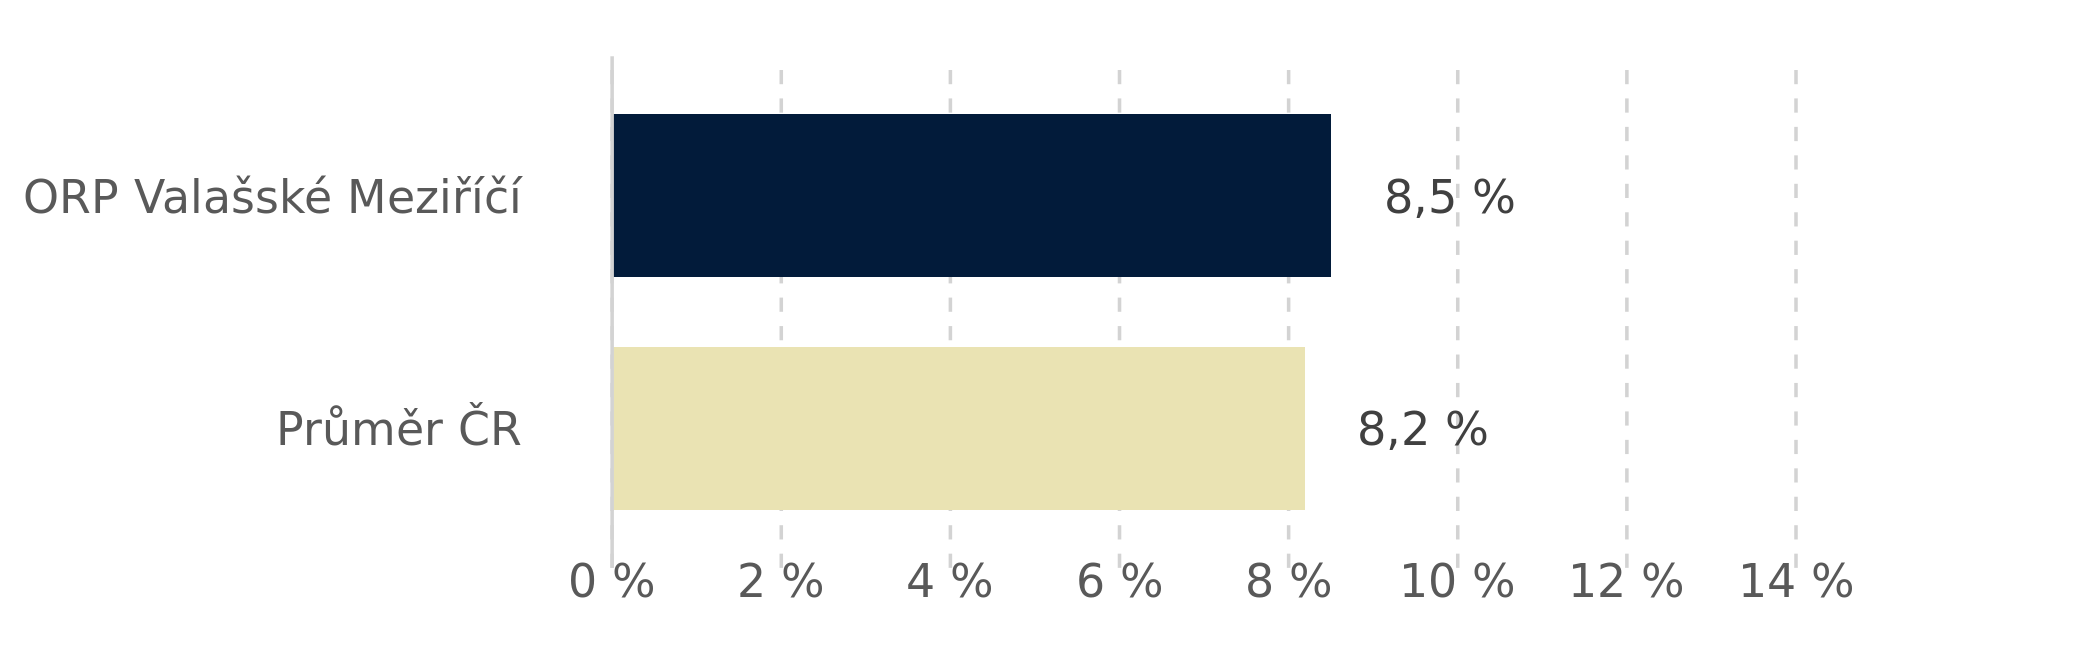 ORP Valašské Meziříčí
8,5 %
Průměr ČR
8,2 %
0 % 2 % 4 % 6 % 8 % 10 % 12 % 14 %